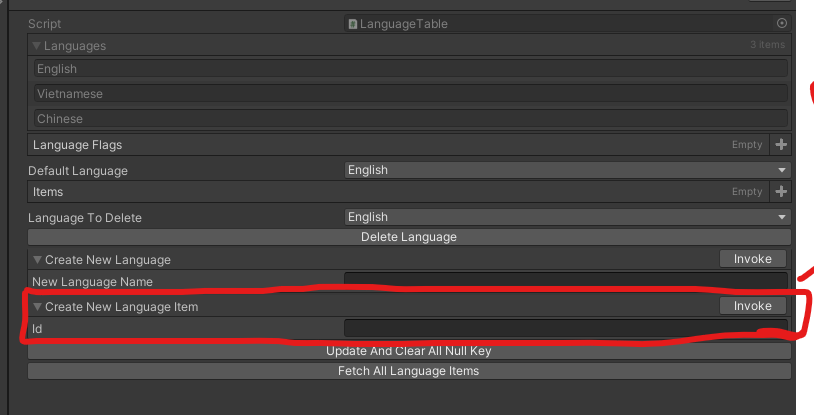 Script LanguageTable
Languages 3 items
English
Vietnamese
Chinese
Language Flags Empty
Default Language English
Items Empty
Language To Delete English
Delete Language
Create New Language Invoke
New Language Name
Create New Language Item Invoke
Id
Update And Clear All Null Key
Fetch All Language Items